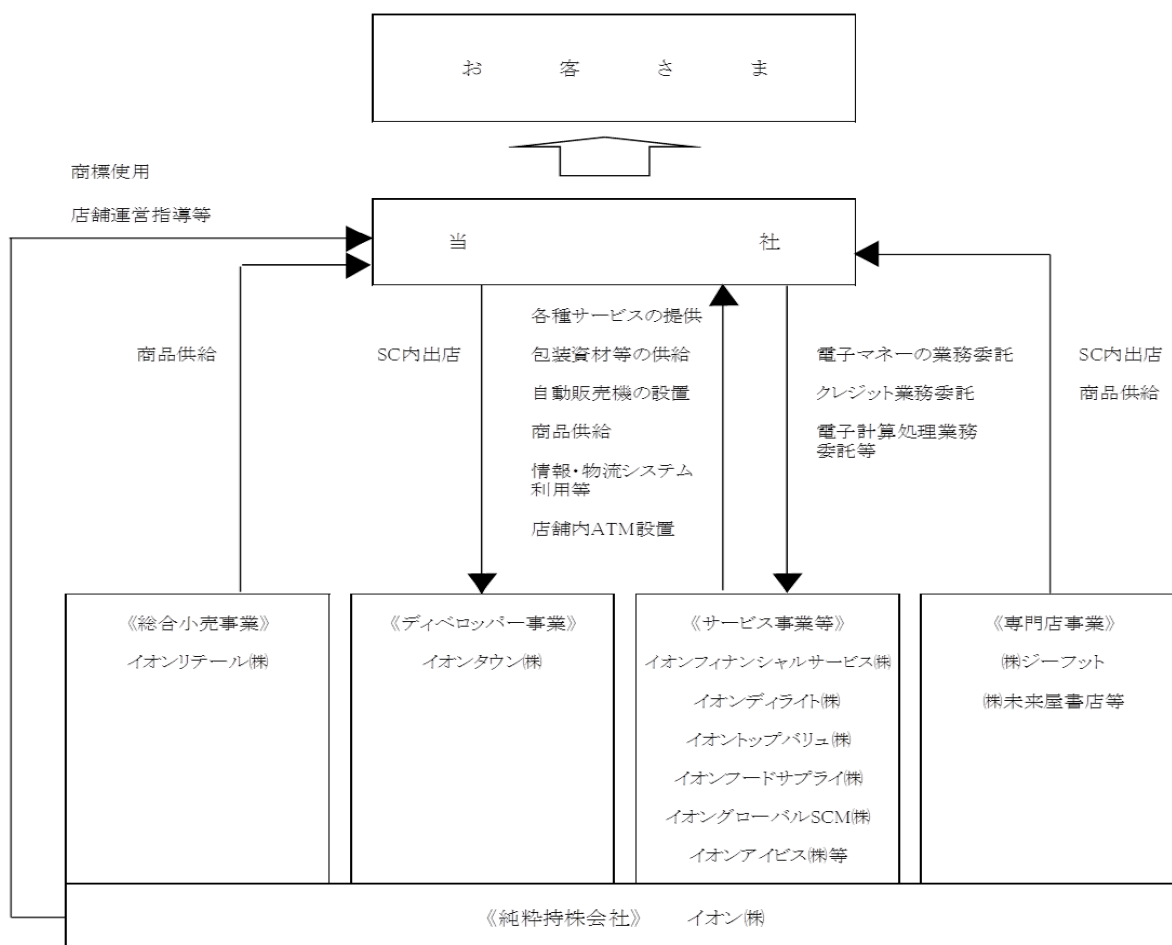 お客さま
商標使用
店舗運営指導等
当社
商品供給
SC内出店
各種サービスの提供
包装資材等の供給
自動販売機の設置
商品供給
情報・物流システム
利用等
店舗内ATM設置
電子マネーの業務委託
クレジット業務委託
電子計算処理業務
委託等
SC内出店
商品供給
《総合小売事業》
イオンリテール㈱
《ディベロッパー事業》
イオンタウン㈱
《サービス事業等》
イオンフィナンシャルサービス㈱
イオンディライト㈱
イオントップバリュ㈱
イオンフードサプライ㈱
イオングローバルSCM㈱
イオンアイビス㈱等
《専門店事業》
㈱ジーフット
㈱未来屋書店等
《純粋持株会社》 イオン㈱